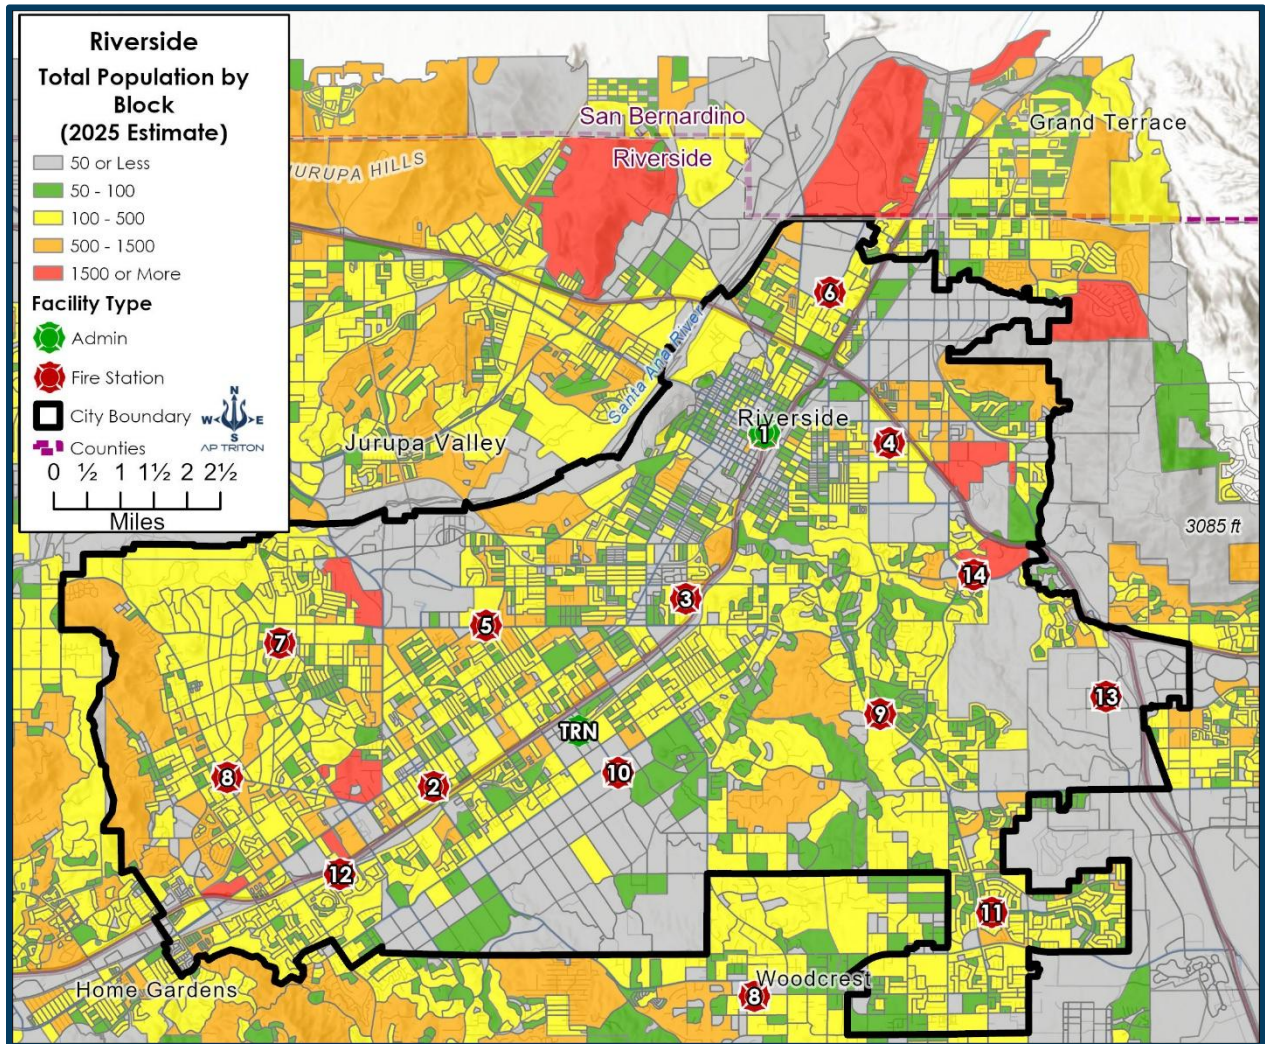 Riverside
Total Population by
Block
(2025 Estimate)
50 or Less
50 - 100
100 - 500
500 - 1500
1500 or More
Facility Type
Admin
Fire Station
City Boundary
Counties
N
W E
S
AP TRITON
0 ½ 1 1½ 2 2½
Miles
San Bernardino
Riverside
Grand Terrace
JURUPA HILLS
6
Santa Ana River
Riverside
1
4
Jurupa Valley
3085 ft
14
3
5
7
13
9
TRN
10
8
2
12
11
Woodcrest
8
Home Gardens